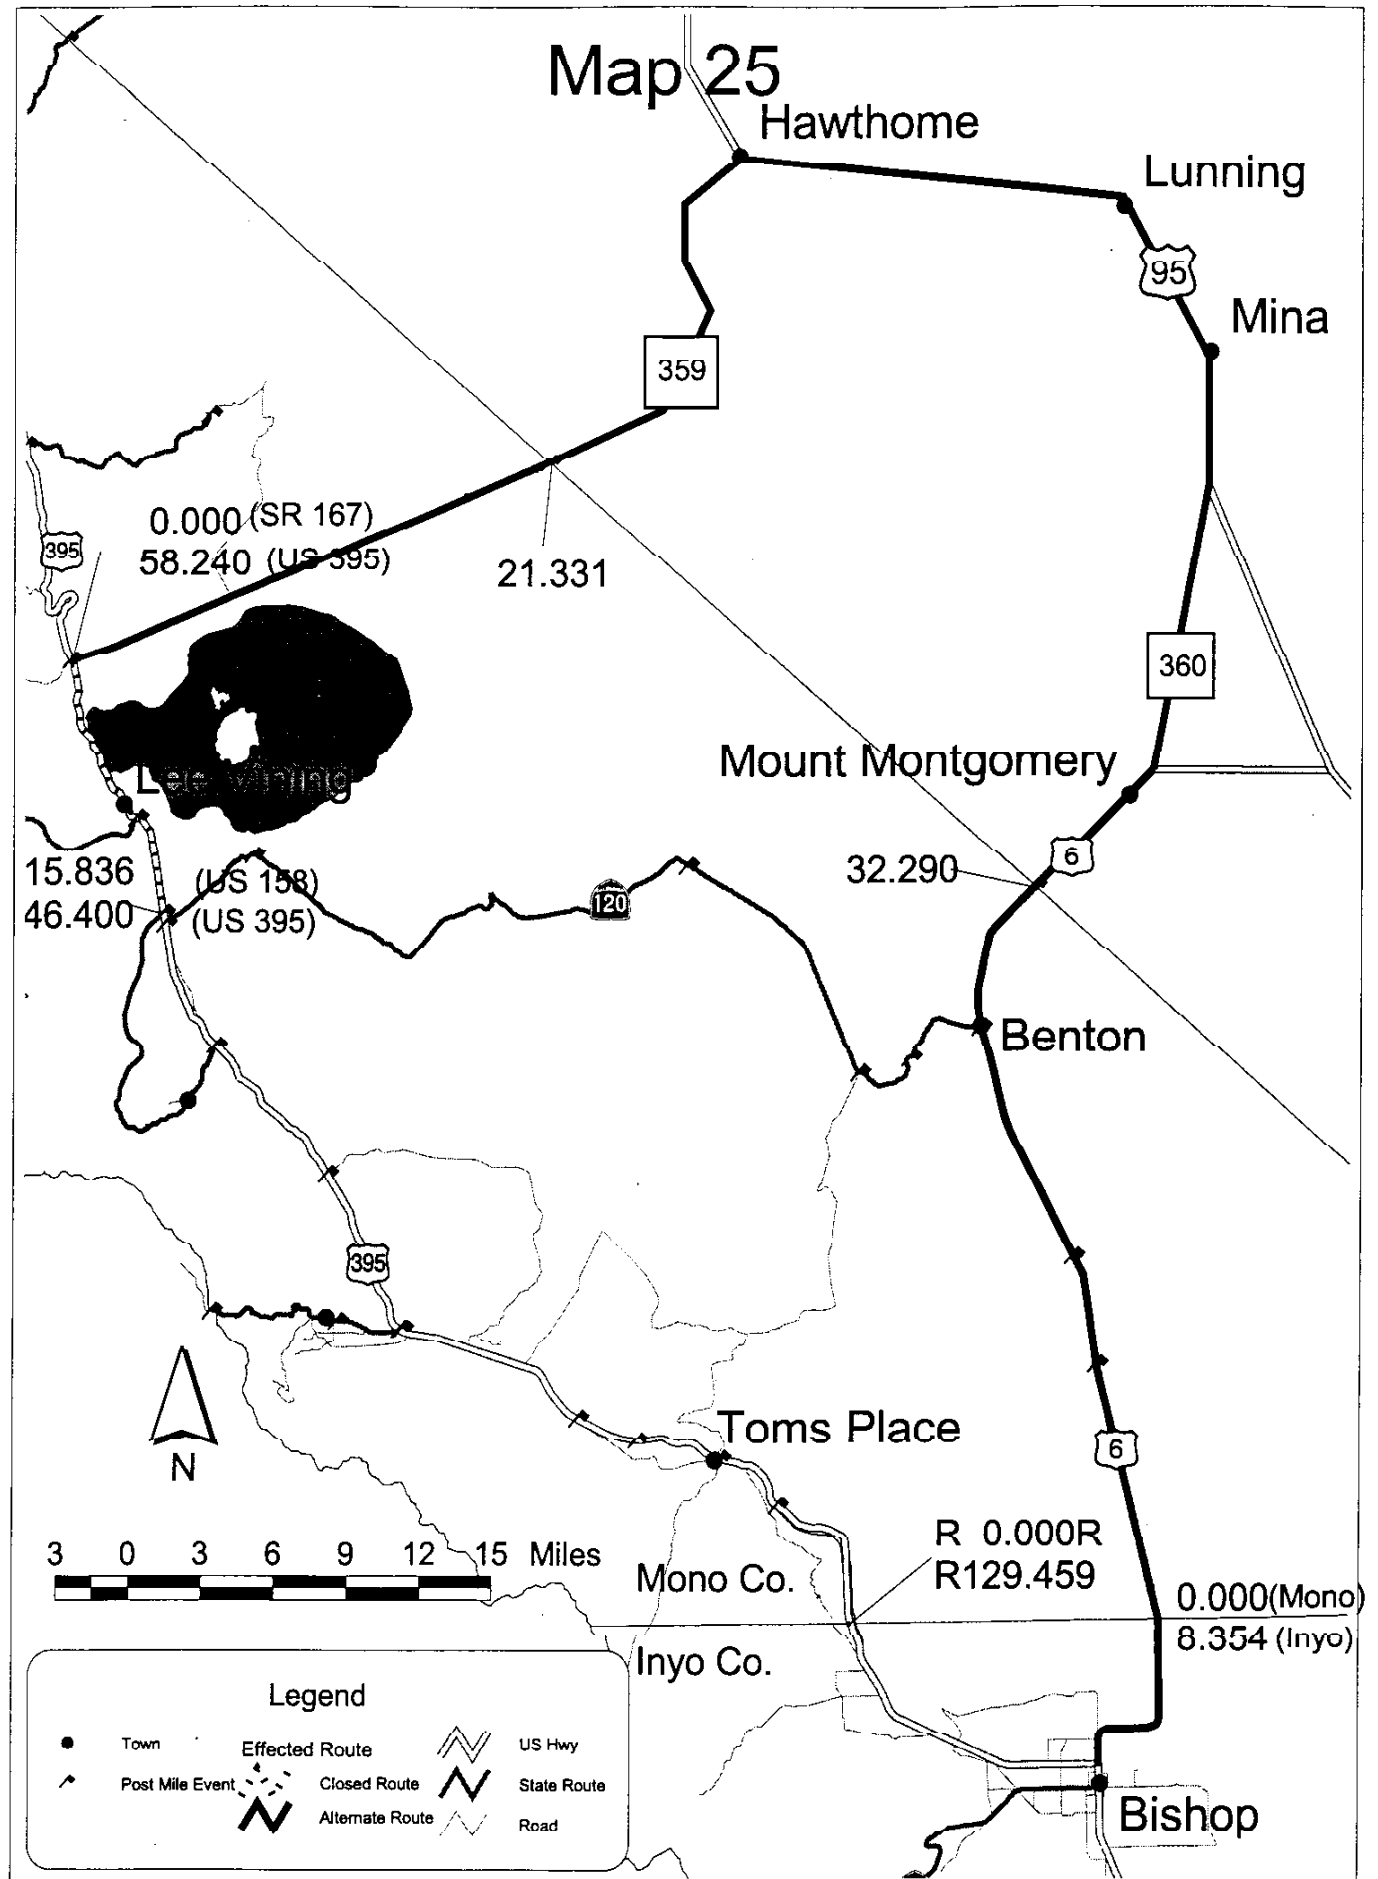 Map 25
Hawthome
Lunning
95
Mina
359
0.000 (SR 167)
395
58.240 (US 395)
21.331
360
Lee Vining
Mount Montgomery
6
15.836 (US 158)
32.290
46.400 (US 395)
120
Benton
395
Toms Place
N
6
3 0 3 6 9 12 15 Miles
R 0.000R
R129.459
Mono Co.
0.000(Mono)
8.354 (Inyo)
Inyo Co.
Legend
Town
Effected Route
US Hwy
Post Mile Event
Closed Route
State Route
Alternate Route
Road
Bishop